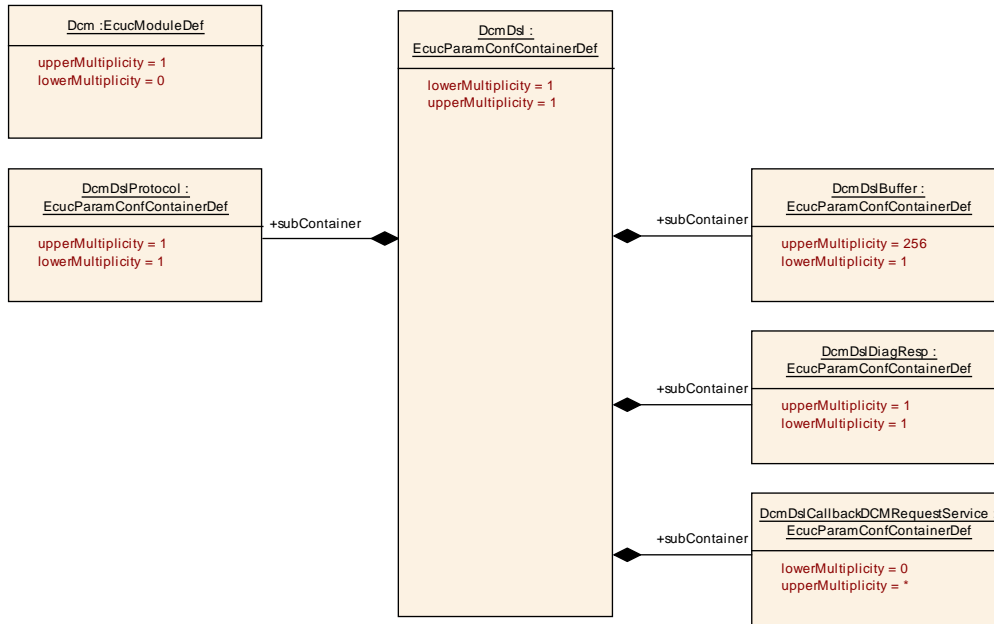 Dcm :EcucModuleDef
upperMultiplicity = 1
lowerMultiplicity = 0
DcmDsl :
EcucParamConfContainerDef
lowerMultiplicity = 1
upperMultiplicity = 1
DcmDslProtocol :
EcucParamConfContainerDef
upperMultiplicity = 1
lowerMultiplicity = 1
+subContainer
+subContainer
DcmDslBuffer :
EcucParamConfContainerDef
upperMultiplicity = 256
lowerMultiplicity = 1
+subContainer
DcmDslDiagResp :
EcucParamConfContainerDef
upperMultiplicity = 1
lowerMultiplicity = 1
+subContainer
DcmDslCallbackDCMRequestService
EcucParamConfContainerDef
lowerMultiplicity = 0
upperMultiplicity = *